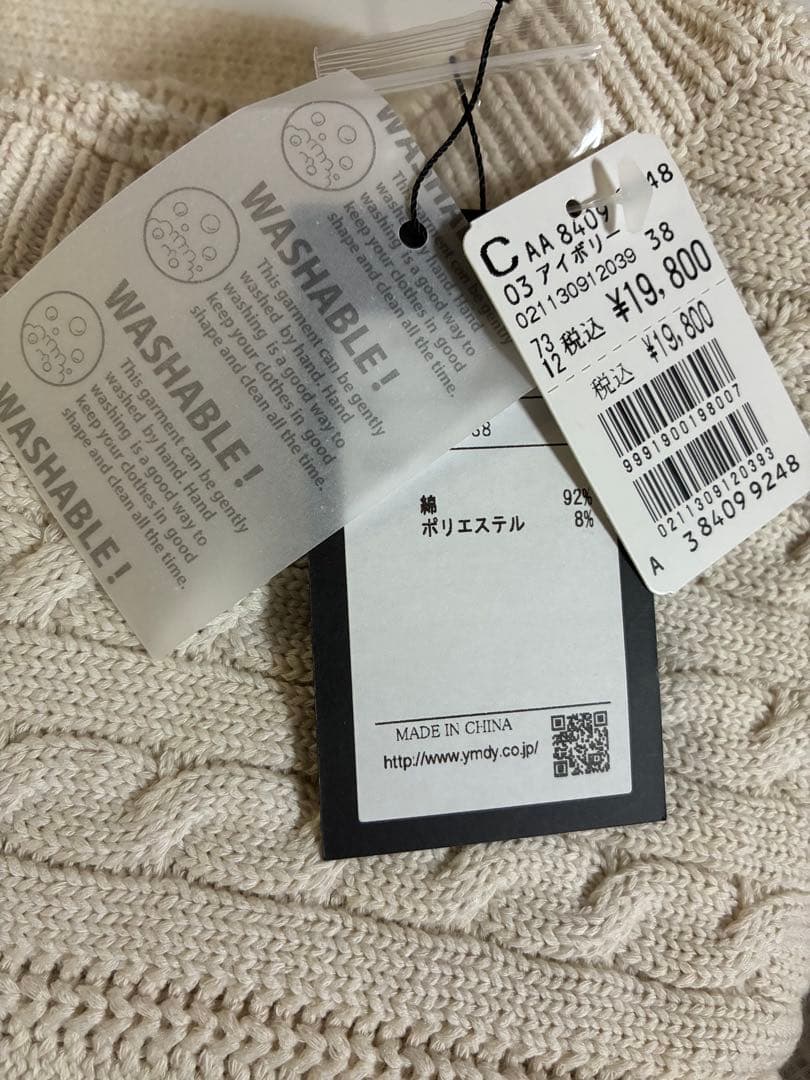 WASHABLE!
This garment can be gently
washed by hand. Hand
washing is a good way to
keep your clothes in good
shape and clean all the time.
WASHABLE!
This garment can be gently
washed by hand. Hand
washing is a good way to
keep your clothes in good
shape and clean all the time.
WASHABLE!
This garment can be gently
washed by hand. Hand
washing is a good way to
keep your clothes in good
shape and clean all the time.
WASHABLE!
C AA 8409 48
03 アイボリー 38
021130912039
73
12 税込 ¥19,800
税込 ¥19,800
9991900198007
0211309120393
A 384099248
綿 92%
ポリエステル 8%
MADE IN CHINA
http://www.ymdy.co.jp/